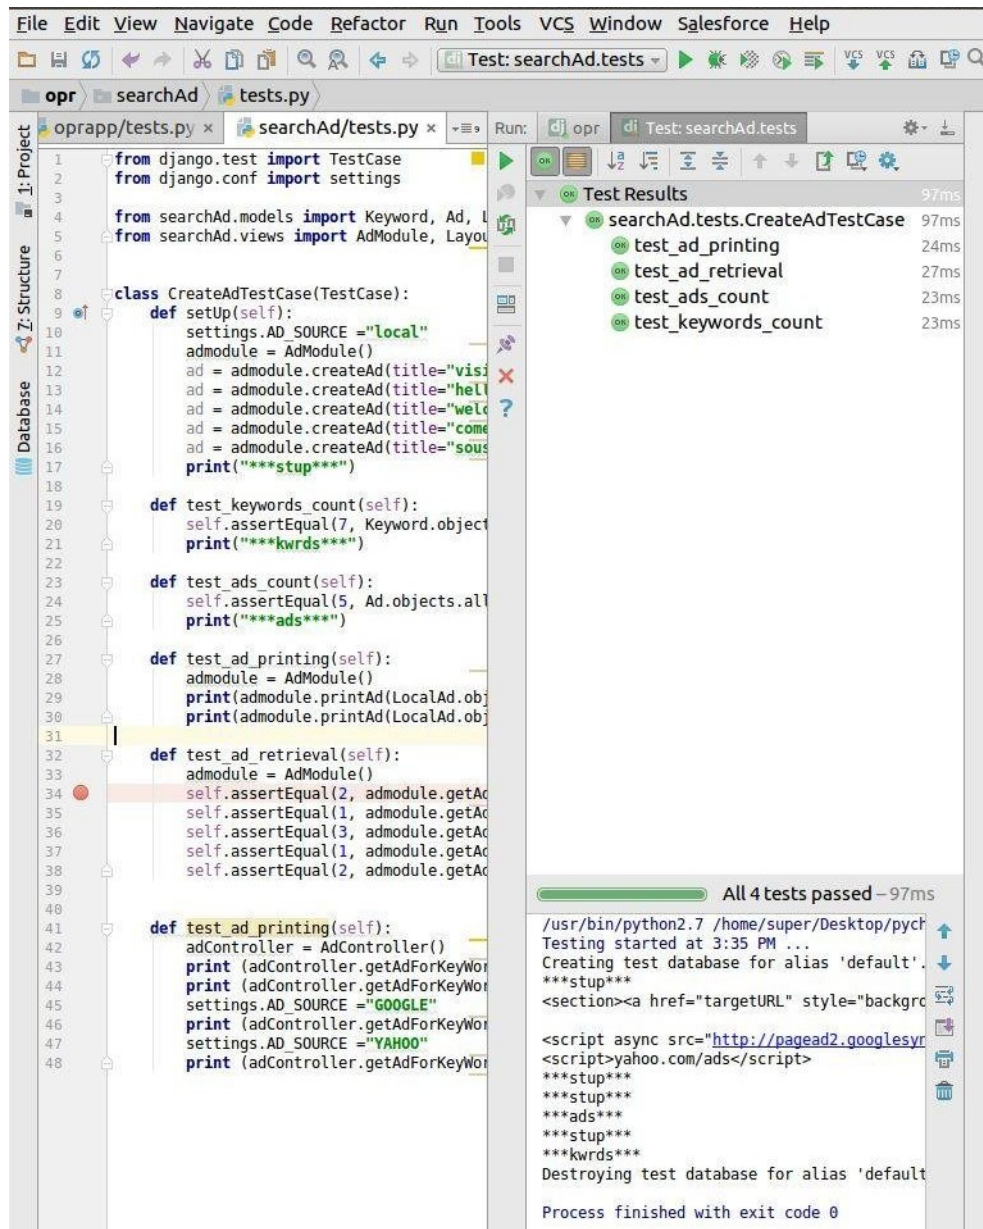 File Edit View Navigate Code Refactor Run Tools VCS Window Salesforce Help
Test: searchAd.tests
VCS VCS
opr searchAd tests.py
oprapp/tests.py × searchAd/tests.py ×
1: Project
7: Structure
Database
1 from django.test import TestCase
2 from django.conf import settings
3
4 from searchAd.models import Keyword, Ad, L
5 from searchAd.views import AdModule, Layou
6
7
8 class CreateAdTestCase(TestCase):
9 def setUp(self):
10 settings.AD_SOURCE ="local"
11 admodule = AdModule()
12 ad = admodule.createAd(title="visi
13 ad = admodule.createAd(title="hell
14 ad = admodule.createAd(title="welc
15 ad = admodule.createAd(title="come
16 ad = admodule.createAd(title="sous
17 print("***stup***")
18
19 def test_keywords_count(self):
20 self.assertEqual(7, Keyword.object
21 print("***kwrds***")
22
23 def test_ads_count(self):
24 self.assertEqual(5, Ad.objects.all
25 print("***ads***")
26
27 def test_ad_printing(self):
28 admodule = AdModule()
29 print(admodule.printAd(LocalAd.obj
30 print(admodule.printAd(LocalAd.obj
31
32 def test_ad_retrieval(self):
33 admodule = AdModule()
34 self.assertEqual(2, admodule.getAd
35 self.assertEqual(1, admodule.getAd
36 self.assertEqual(3, admodule.getAd
37 self.assertEqual(1, admodule.getAd
38 self.assertEqual(2, admodule.getAd
39
40
41 def test_ad_printing(self):
42 adController = AdController()
43 print (adController.getAdForKeyWor
44 print (adController.getAdForKeyWor
45 settings.AD_SOURCE ="GOOGLE"
46 print (adController.getAdForKeyWor
47 settings.AD_SOURCE ="YAHOO"
48 print (adController.getAdForKeyWor
Run: opr Test: searchAd.tests
Test Results 97ms
searchAd.tests.CreateAdTestCase 97ms
test_ad_printing 24ms
test_ad_retrieval 27ms
test_ads_count 23ms
test_keywords_count 23ms
All 4 tests passed – 97ms
/usr/bin/python2.7 /home/super/Desktop/pych
Testing started at 3:35 PM ...
Creating test database for alias 'default'.
***stup***
<section><a href="targetURL" style="backgro
<script async src="http://pagead2.googlesyn
<script>yahoo.com/ads</script>
***stup***
***stup***
***ads***
***stup***
***kwrds***
Destroying test database for alias 'default
Process finished with exit code 0